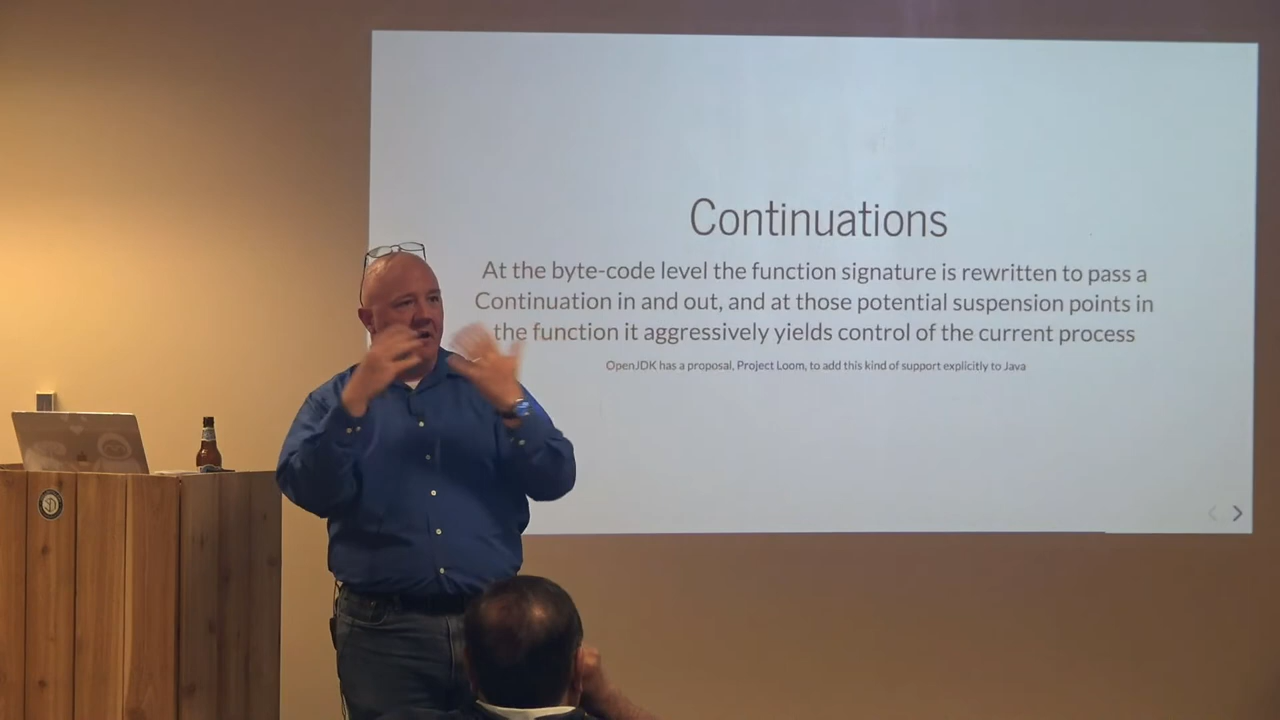 Continuations
At the byte-code level the function signature is rewritten to pass a
Continuation in and out, and at those potential suspension points in
the function it aggressively yields control of the current process
OpenJDK has a proposal, Project Loom, to add this kind of support explicitly to Java